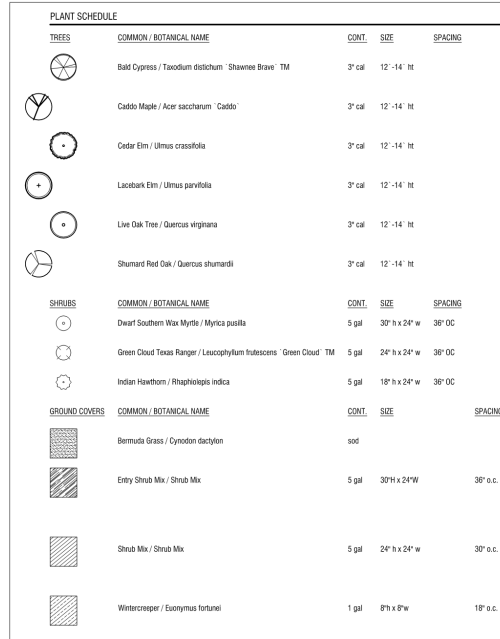 PLANT SCHEDULE
TREES COMMON / BOTANICAL NAME CONT. SIZE SPACING
Bald Cypress / Taxodium distichum `Shawnee Brave` TM 3" cal 12`-14` ht
Caddo Maple / Acer saccharum `Caddo` 3" cal 12`-14` ht
Cedar Elm / Ulmus crassifolia 3" cal 12`-14` ht
Lacebark Elm / Ulmus parvifolia 3" cal 12`-14` ht
Live Oak Tree / Quercus virginana 3" cal 12`-14` ht
Shumard Red Oak / Quercus shumardii 3" cal 12`-14` ht
SHRUBS COMMON / BOTANICAL NAME CONT. SIZE SPACING
Dwarf Southern Wax Myrtle / Myrica pusilla 5 gal 30" h x 24" w 36" OC
Green Cloud Texas Ranger / Leucophyllum frutescens `Green Cloud` TM 5 gal 24" h x 24" w 36" OC
Indian Hawthorn / Rhaphiolepis indica 5 gal 18" h x 24" w 36" OC
GROUND COVERS COMMON / BOTANICAL NAME CONT. SIZE SPACING
Bermuda Grass / Cynodon dactylon sod
Entry Shrub Mix / Shrub Mix 5 gal 30"H x 24"W 36" o.c.
Shrub Mix / Shrub Mix 5 gal 24" h x 24" w 30" o.c.
Wintercreeper / Euonymus fortunei 1 gal 8"h x 8"w 18" o.c.